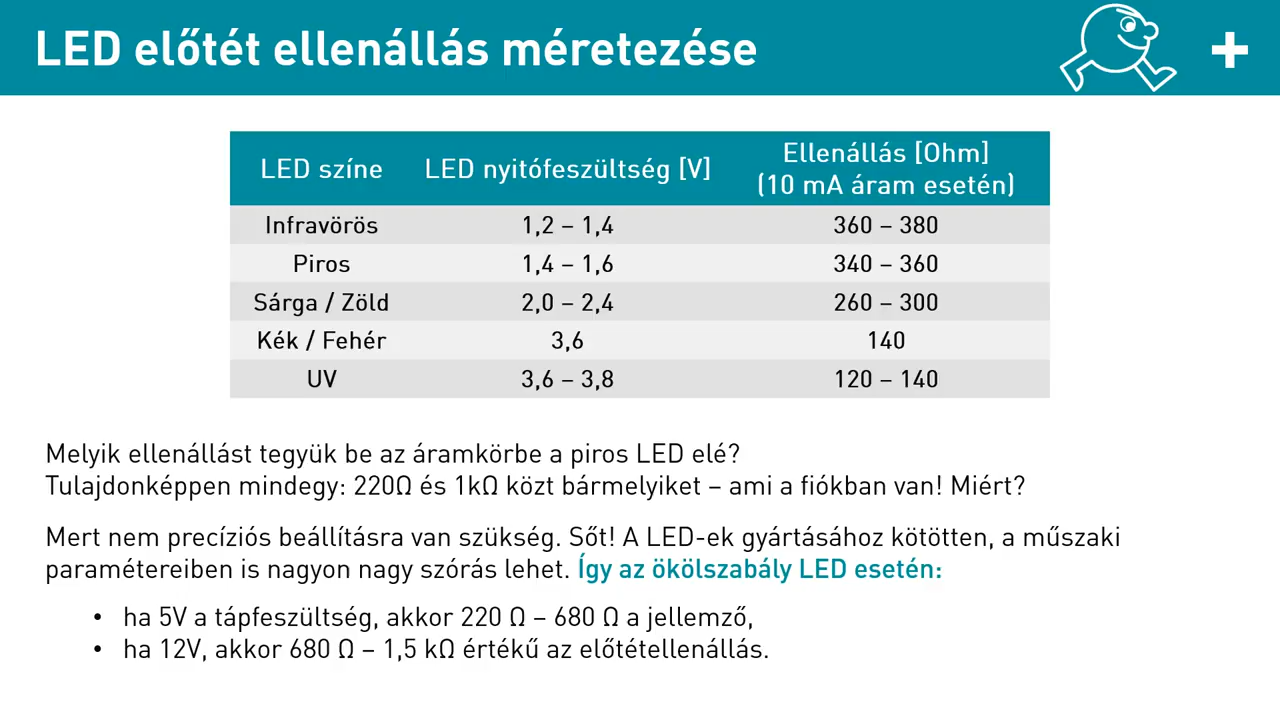 LED előtét ellenállás méretezése
LED színe LED nyitófeszültség [V] Ellenállás [Ohm] (10 mA áram esetén)
Infravörös 1,2 – 1,4 360 – 380
Piros 1,4 – 1,6 340 – 360
Sárga / Zöld 2,0 – 2,4 260 – 300
Kék / Fehér 3,6 140
UV 3,6 – 3,8 120 – 140
Melyik ellenállást tegyük be az áramkörbe a piros LED elé?
Tulajdonképpen mindegy: 220Ω és 1kΩ közt bármelyiket – ami a fiókban van! Miért?
Mert nem precíziós beállításra van szükség. Sőt! A LED-ek gyártásához kötötten, a műszaki
paramétereiben is nagyon nagy szórás lehet. Így az ökölszabály LED esetén:
• ha 5V a tápfeszültség, akkor 220 Ω – 680 Ω a jellemző,
• ha 12V, akkor 680 Ω – 1,5 kΩ értékű az előtétellenállás.